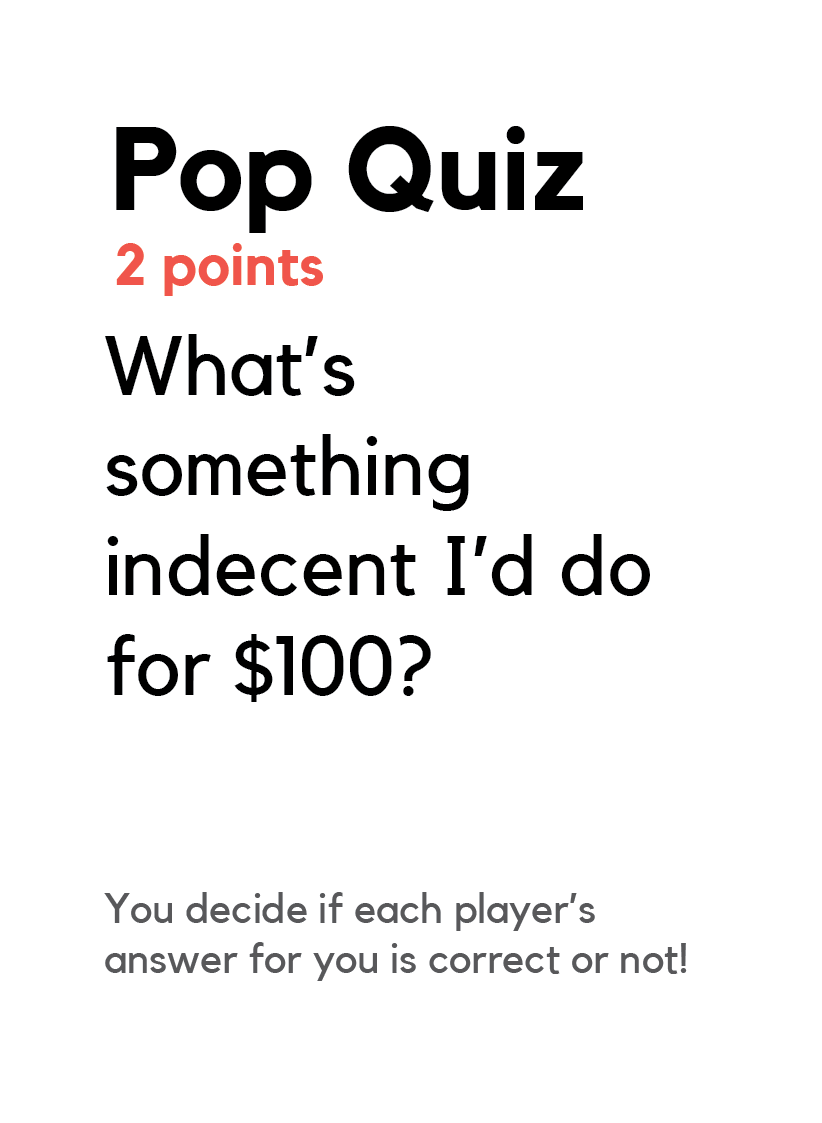 Pop Quiz
2 points
What’s
something
indecent I’d do
for $100?
You decide if each player’s
answer for you is correct or not!